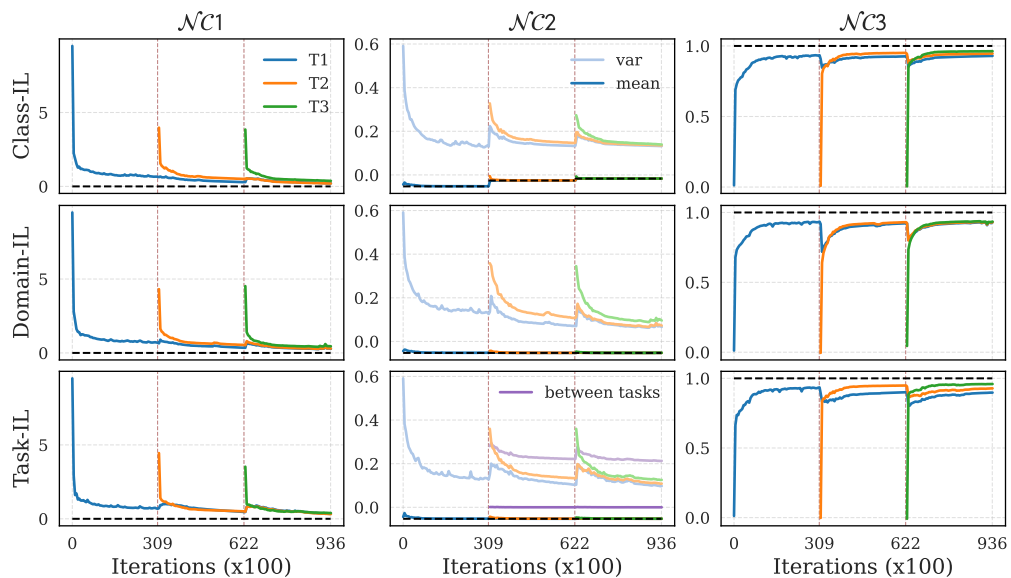 NC1
NC2
NC3
Class-IL
5
0
T1
T2
T3
0.6
0.4
0.2
0.0
var
mean
1.0
0.5
0.0
Domain-IL
5
0
0.6
0.4
0.2
0.0
1.0
0.5
0.0
Task-IL
5
0
0.6
0.4
0.2
0.0
between tasks
1.0
0.5
0.0
0 309 622 936
0 309 622 936
0 309 622 936
Iterations (x100)
Iterations (x100)
Iterations (x100)